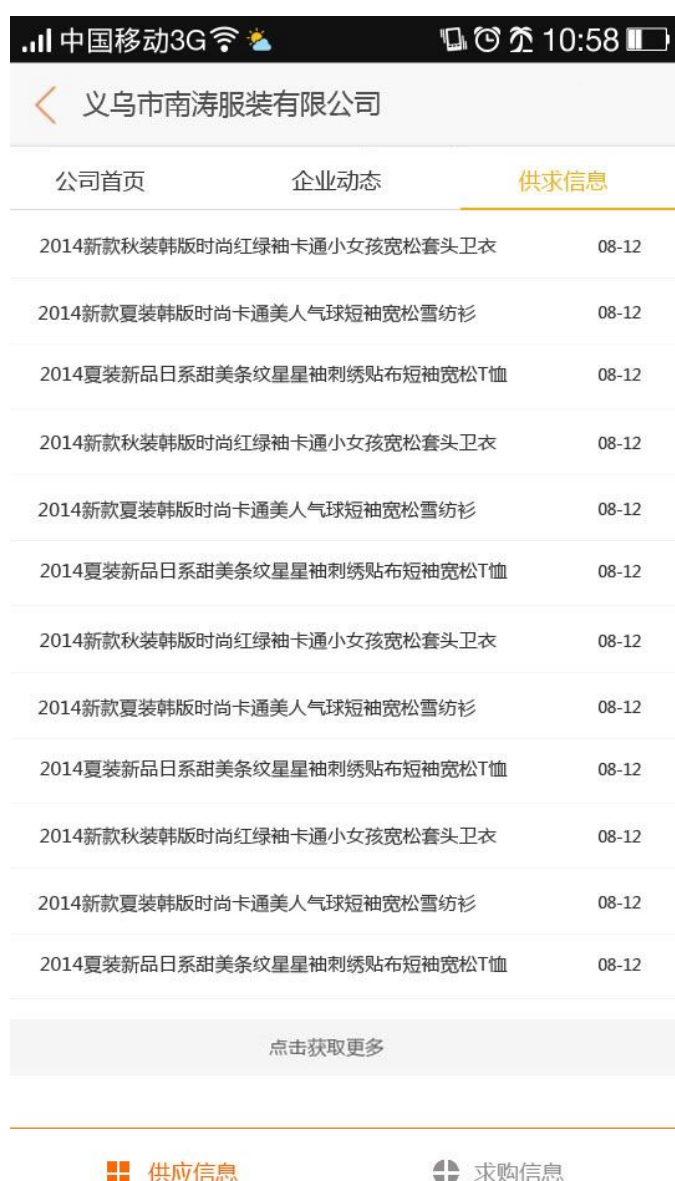 中国移动3G 10:58
义乌市南涛服装有限公司
公司首页 企业动态 供求信息
2014新款秋装韩版时尚红绿袖卡通小女孩宽松套头卫衣 08-12
2014新款夏装韩版时尚卡通美人气球短袖宽松雪纺衫 08-12
2014夏装新品日系甜美条纹星星袖刺绣贴布短袖宽松T恤 08-12
2014新款秋装韩版时尚红绿袖卡通小女孩宽松套头卫衣 08-12
2014新款夏装韩版时尚卡通美人气球短袖宽松雪纺衫 08-12
2014夏装新品日系甜美条纹星星袖刺绣贴布短袖宽松T恤 08-12
2014新款秋装韩版时尚红绿袖卡通小女孩宽松套头卫衣 08-12
2014新款夏装韩版时尚卡通美人气球短袖宽松雪纺衫 08-12
2014夏装新品日系甜美条纹星星袖刺绣贴布短袖宽松T恤 08-12
2014新款秋装韩版时尚红绿袖卡通小女孩宽松套头卫衣 08-12
2014新款夏装韩版时尚卡通美人气球短袖宽松雪纺衫 08-12
2014夏装新品日系甜美条纹星星袖刺绣贴布短袖宽松T恤 08-12
点击获取更多
供应信息 求购信息